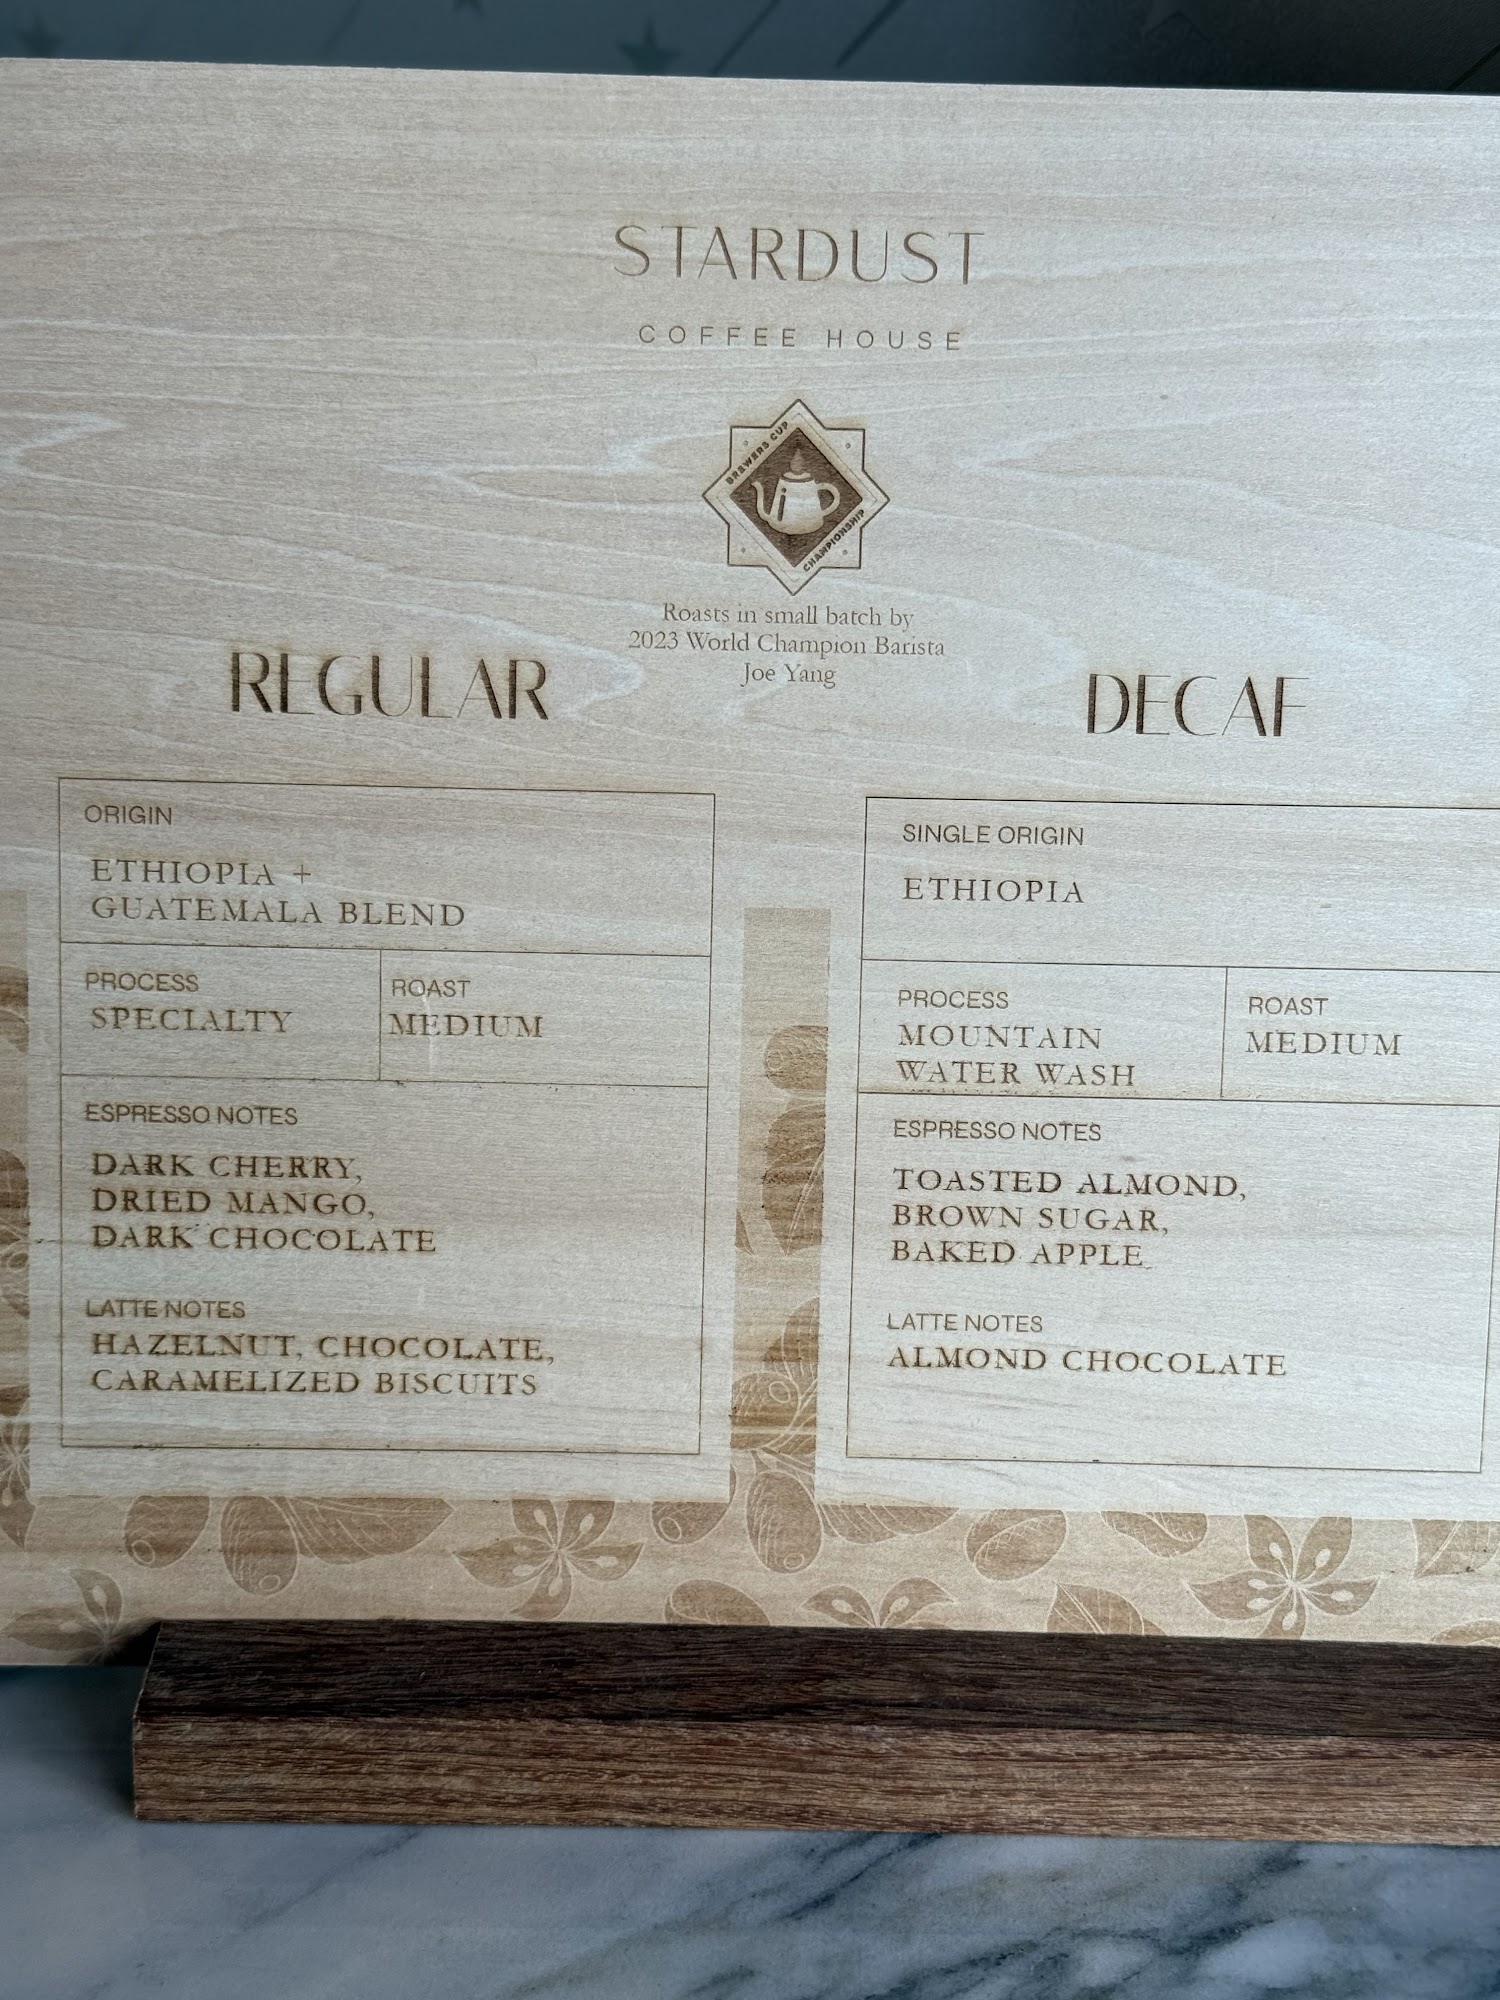 STARDUST
COFFEE HOUSE
BREWERS CUP
CHAMPIONSHIP
Roasts in small batch by
2023 World Champion Barista
Joe Yang
REGULAR
ORIGIN
ETHIOPIA +
GUATEMALA BLEND
PROCESS
SPECIALTY
ROAST
MEDIUM
ESPRESSO NOTES
DARK CHERRY,
DRIED MANGO,
DARK CHOCOLATE
LATTE NOTES
HAZELNUT, CHOCOLATE,
CARAMELIZED BISCUITS
DECAF
SINGLE ORIGIN
ETHIOPIA
PROCESS
MOUNTAIN
WATER WASH
ROAST
MEDIUM
ESPRESSO NOTES
TOASTED ALMOND,
BROWN SUGAR,
BAKED APPLE
LATTE NOTES
ALMOND CHOCOLATE